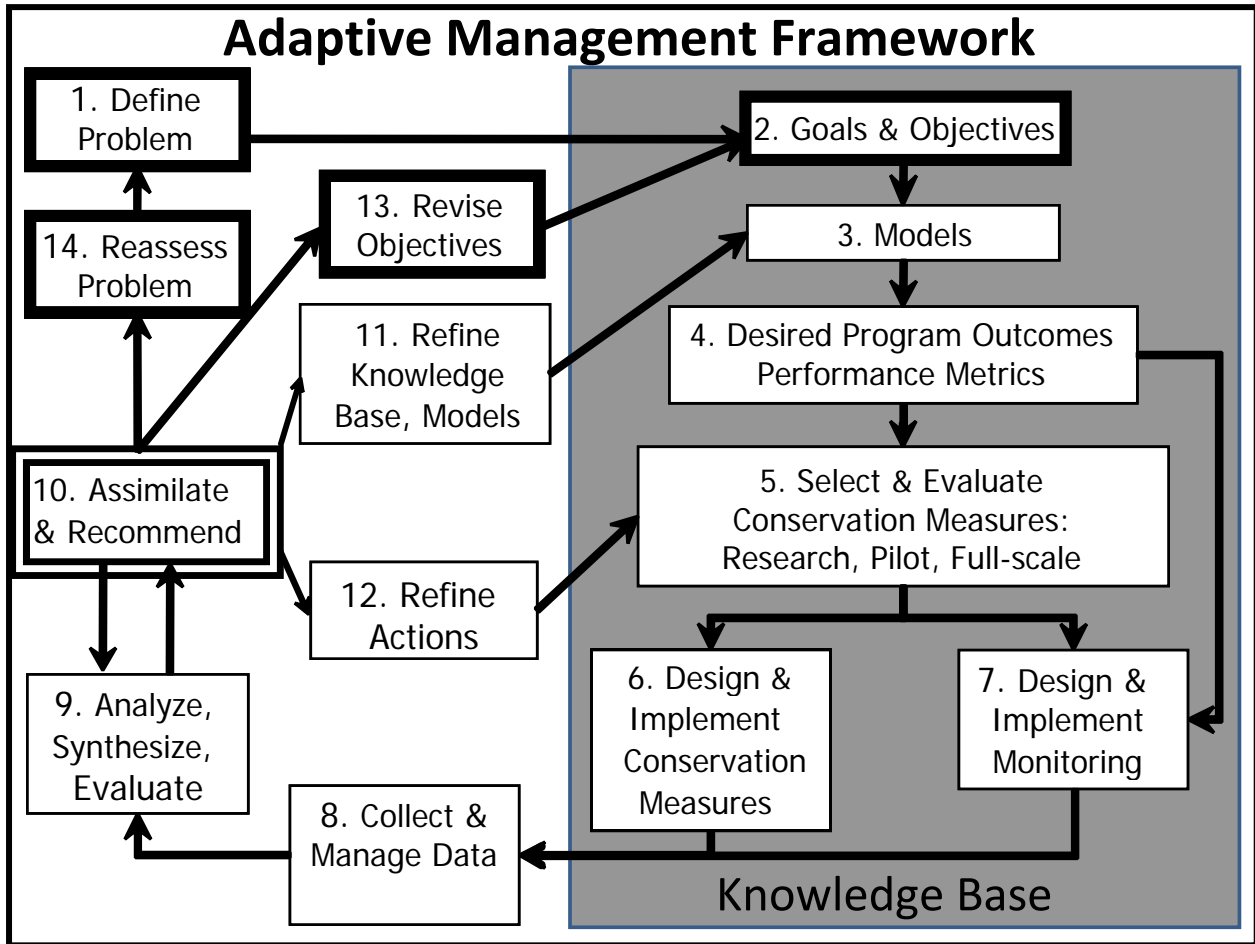 Adaptive Management Framework
1. Define
Problem
2. Goals & Objectives
13. Revise
Objectives
3. Models
14. Reassess
Problem
11. Refine
Knowledge
Base, Models
4. Desired Program Outcomes
Performance Metrics
10. Assimilate
& Recommend
5. Select & Evaluate
Conservation Measures:
Research, Pilot, Full-scale
12. Refine
Actions
9. Analyze,
Synthesize,
Evaluate
6. Design &
Implement
Conservation
Measures
7. Design &
Implement
Monitoring
8. Collect &
Manage Data
Knowledge Base